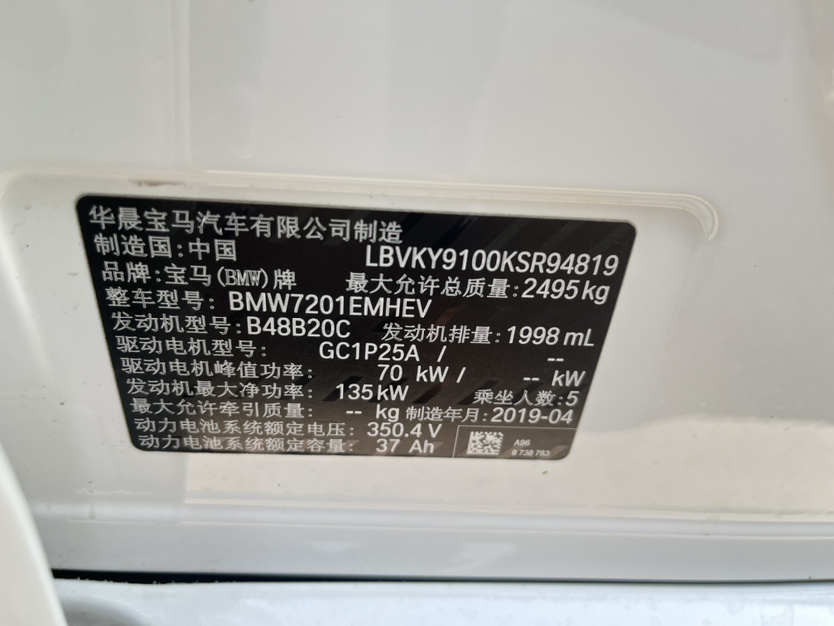 华晨宝马汽车有限公司制造
制造国:中国 LBVKY9100KSR94819
品牌:宝马(BMW)牌 最大允许总质量:2495kg
整车型号:BMW7201EMHEV
发动机型号:B48B20C 发动机排量:1998 mL
驱动电机型号: GC1P25A / --
驱动电机峰值功率: 70 kW / -- kW
发动机最大净功率: 135kW 乘坐人数:5
最大允许牵引质量: -- kg 制造年月:2019-04
动力电池系统额定电压:350.4 V
动力电池系统额定容量: 37 Ah
A96
8 738 763